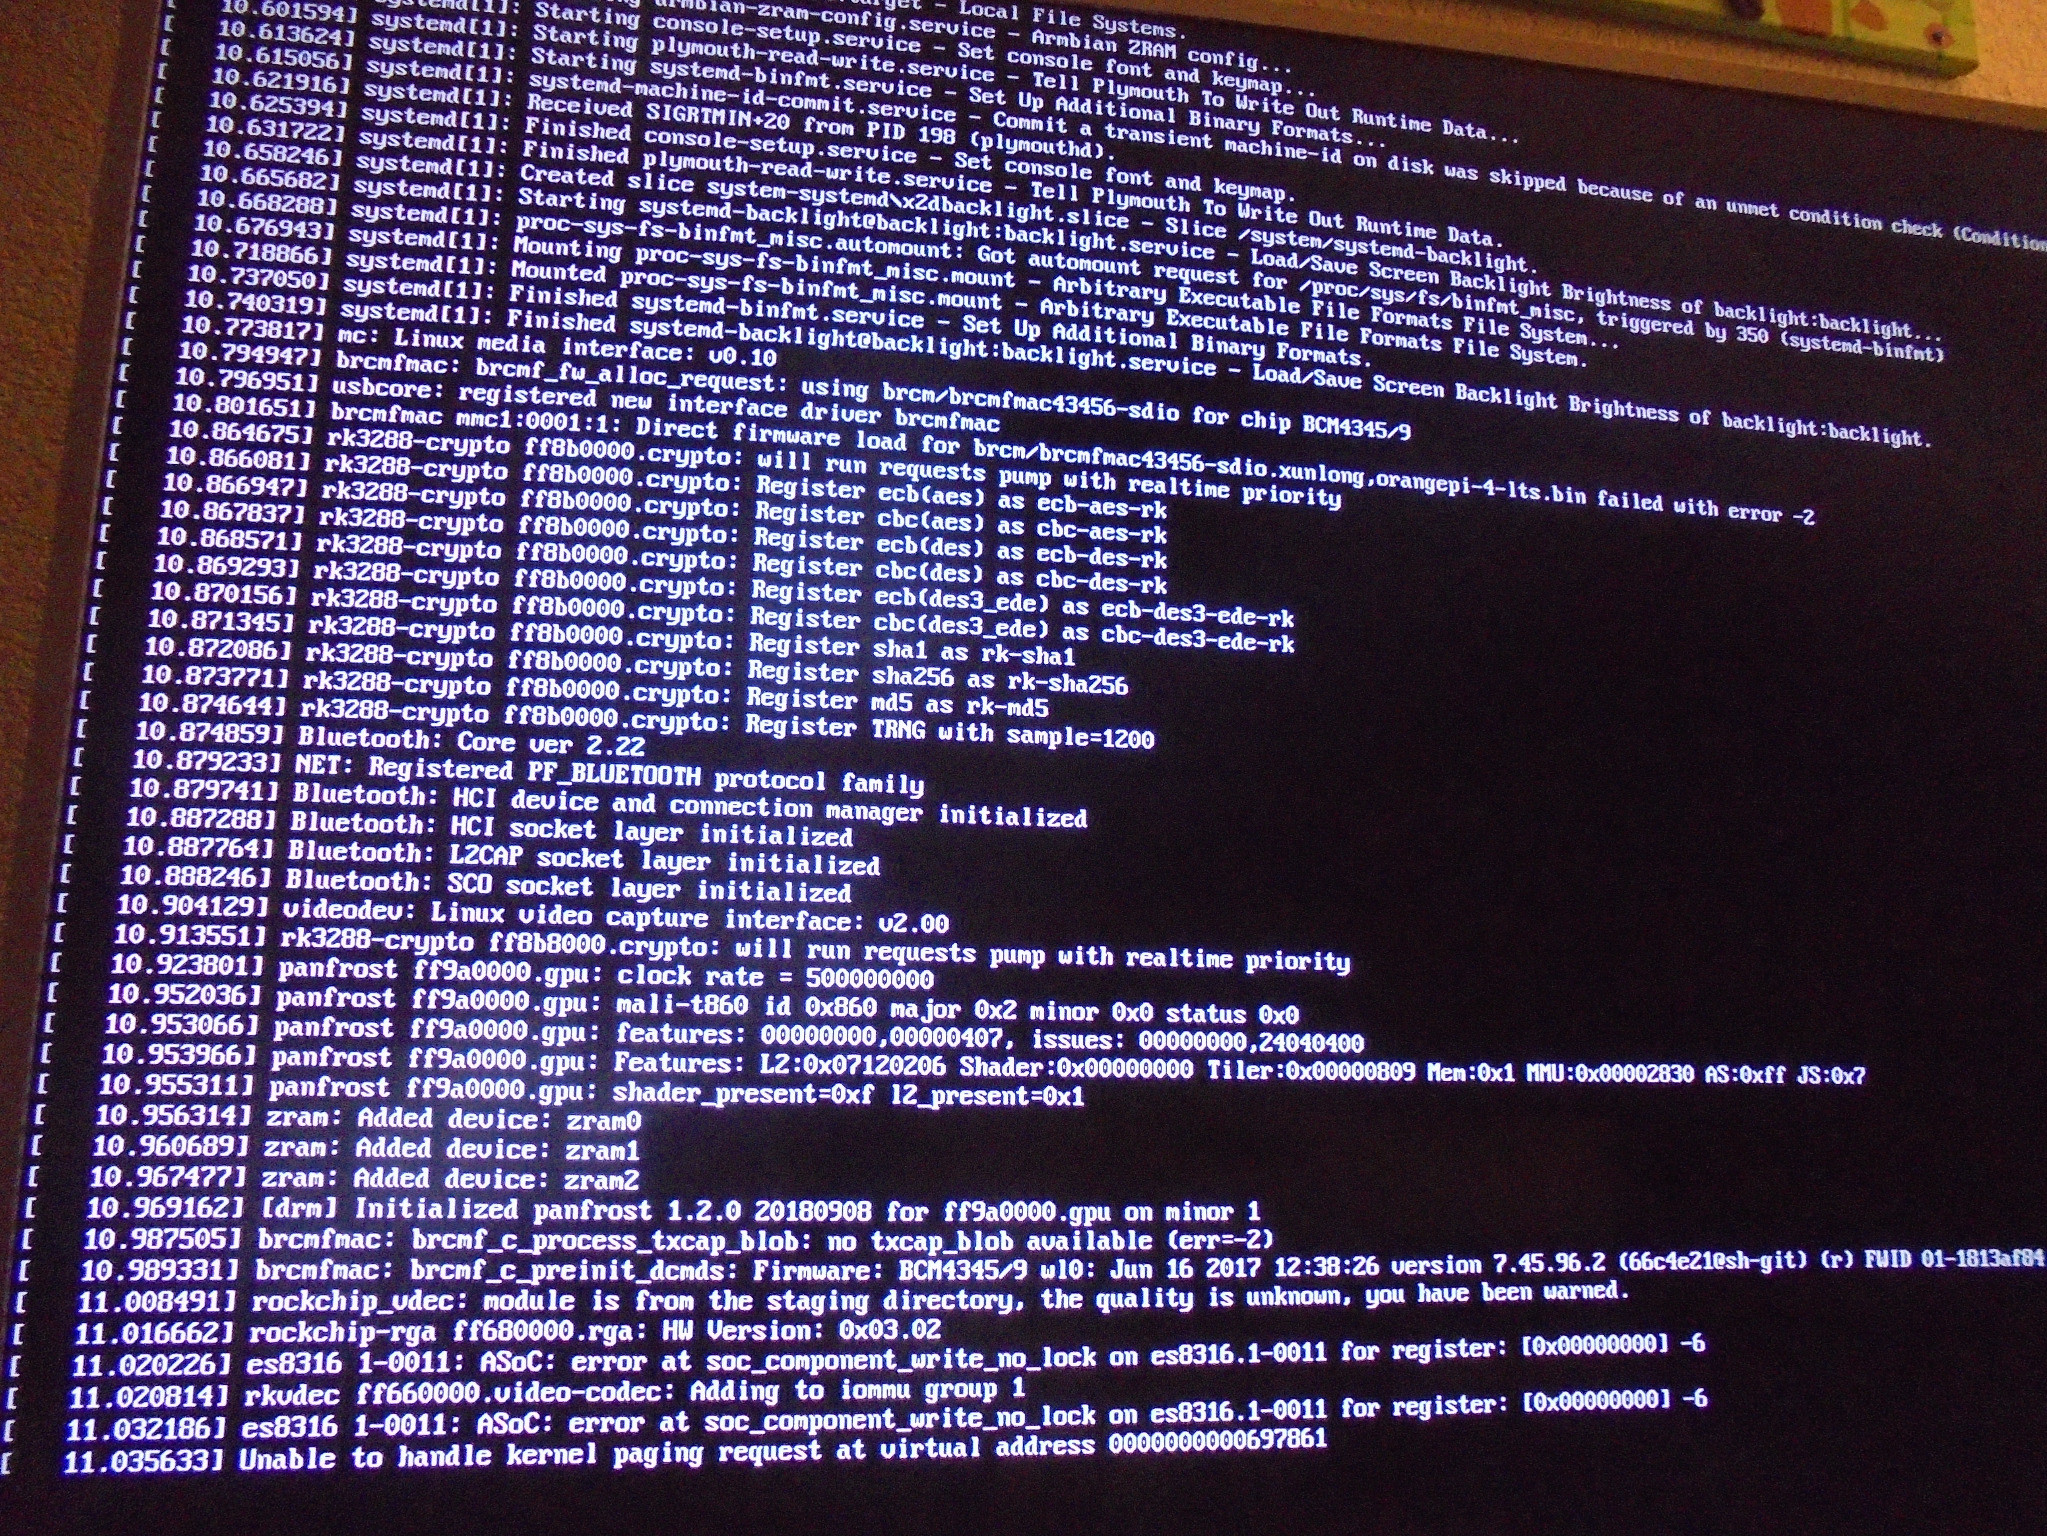 target - Local File Systems.
armbian-zram-config.service - Armbian ZRAM config...
systemd[1]: Starting console-setup.service - Set console font and keymap...
[ 10.601594] systemd[1]: Starting plymouth-read-write.service - Tell Plymouth To Write Out Runtime Data...
[ 10.613624] systemd[1]: Starting systemd-binfmt.service - Set Up Additional Binary Formats...
[ 10.615056] systemd[1]: systemd-machine-id-commit.service - Commit a transient machine-id on disk was skipped because of an unmet condition check (Condition
[ 10.621916] systemd[1]: Received SIGRTMIN+20 from PID 198 (plymouthd).
[ 10.625394] systemd[1]: Finished console-setup.service - Set console font and keymap.
[ 10.631722] systemd[1]: Finished plymouth-read-write.service - Tell Plymouth To Write Out Runtime Data.
[ 10.658246] systemd[1]: Created slice system-systemd\x2dbacklight.slice - Slice /system/systemd-backlight.
[ 10.665682] systemd[1]: Starting systemd-backlight@backlight:backlight.service - Load/Save Screen Backlight Brightness of backlight:backlight...
[ 10.668288] systemd[1]: proc-sys-fs-binfmt_misc.automount: Got automount request for /proc/sys/fs/binfmt_misc, triggered by 350 (systemd-binfmt)
[ 10.676943] systemd[1]: Mounting proc-sys-fs-binfmt_misc.mount - Arbitrary Executable File Formats File System...
[ 10.718866] systemd[1]: Mounted proc-sys-fs-binfmt_misc.mount - Arbitrary Executable File Formats File System.
[ 10.737050] systemd[1]: Finished systemd-binfmt.service - Set Up Additional Binary Formats.
[ 10.740319] systemd[1]: Finished systemd-backlight@backlight:backlight.service - Load/Save Screen Backlight Brightness of backlight:backlight.
[ 10.773817] mc: Linux media interface: v0.10
[ 10.794947] brcmfmac: brcmf_fw_alloc_request: using brcm/brcmfmac43456-sdio for chip BCM4345/9
[ 10.796951] usbcore: registered new interface driver brcmfmac
[ 10.801651] brcmfmac mmc1:0001:1: Direct firmware load for brcm/brcmfmac43456-sdio.xunlong,orangepi-4-lts.bin failed with error -2
[ 10.864675] rk3288-crypto ff8b0000.crypto: will run requests pump with realtime priority
[ 10.866081] rk3288-crypto ff8b0000.crypto: Register ecb(aes) as ecb-aes-rk
[ 10.866947] rk3288-crypto ff8b0000.crypto: Register cbc(aes) as cbc-aes-rk
[ 10.867837] rk3288-crypto ff8b0000.crypto: Register ecb(des) as ecb-des-rk
[ 10.868571] rk3288-crypto ff8b0000.crypto: Register cbc(des) as cbc-des-rk
[ 10.869293] rk3288-crypto ff8b0000.crypto: Register ecb(des3_ede) as ecb-des3-ede-rk
[ 10.870156] rk3288-crypto ff8b0000.crypto: Register cbc(des3_ede) as cbc-des3-ede-rk
[ 10.871345] rk3288-crypto ff8b0000.crypto: Register sha1 as rk-sha1
[ 10.872086] rk3288-crypto ff8b0000.crypto: Register sha256 as rk-sha256
[ 10.873771] rk3288-crypto ff8b0000.crypto: Register md5 as rk-md5
[ 10.874644] rk3288-crypto ff8b0000.crypto: Register TRNG with sample=1200
[ 10.874859] Bluetooth: Core ver 2.22
[ 10.879233] NET: Registered PF_BLUETOOTH protocol family
[ 10.879741] Bluetooth: HCI device and connection manager initialized
[ 10.887288] Bluetooth: HCI socket layer initialized
[ 10.887764] Bluetooth: L2CAP socket layer initialized
[ 10.888246] Bluetooth: SCO socket layer initialized
[ 10.904129] videodev: Linux video capture interface: v2.00
[ 10.913551] rk3288-crypto ff8b8000.crypto: will run requests pump with realtime priority
[ 10.923801] panfrost ff9a0000.gpu: clock rate = 500000000
[ 10.952036] panfrost ff9a0000.gpu: mali-t860 id 0x860 major 0x2 minor 0x0 status 0x0
[ 10.953066] panfrost ff9a0000.gpu: features: 00000000,00000407, issues: 00000000,24040400
[ 10.953966] panfrost ff9a0000.gpu: Features: L2:0x07120206 Shader:0x00000000 Tiler:0x00000809 Mem:0x1 MMU:0x00002830 AS:0xff JS:0x7
[ 10.955311] panfrost ff9a0000.gpu: shader_present=0xf l2_present=0x1
[ 10.956314] zram: Added device: zram0
[ 10.960689] zram: Added device: zram1
[ 10.967477] zram: Added device: zram2
[ 10.969162] [drm] Initialized panfrost 1.2.0 20180908 for ff9a0000.gpu on minor 1
[ 10.987505] brcmfmac: brcmf_c_process_txcap_blob: no txcap_blob available (err=-2)
[ 10.989331] brcmfmac: brcmf_c_preinit_dcmds: Firmware: BCM4345/9 wl0: Jun 16 2017 12:38:26 version 7.45.96.2 (66c4e21@sh-git) (r) FWID 01-1813af84
[ 11.008491] rockchip_vdec: module is from the staging directory, the quality is unknown, you have been warned.
[ 11.016662] rockchip-rga ff680000.rga: HW Version: 0x03.02
[ 11.020226] es8316 1-0011: ASoC: error at soc_component_write_no_lock on es8316.1-0011 for register: [0x00000000] -6
[ 11.020814] rkvdec ff660000.video-codec: Adding to iommu group 1
[ 11.032186] es8316 1-0011: ASoC: error at soc_component_write_no_lock on es8316.1-0011 for register: [0x00000000] -6
[ 11.035633] Unable to handle kernel paging request at virtual address 0000000000697861